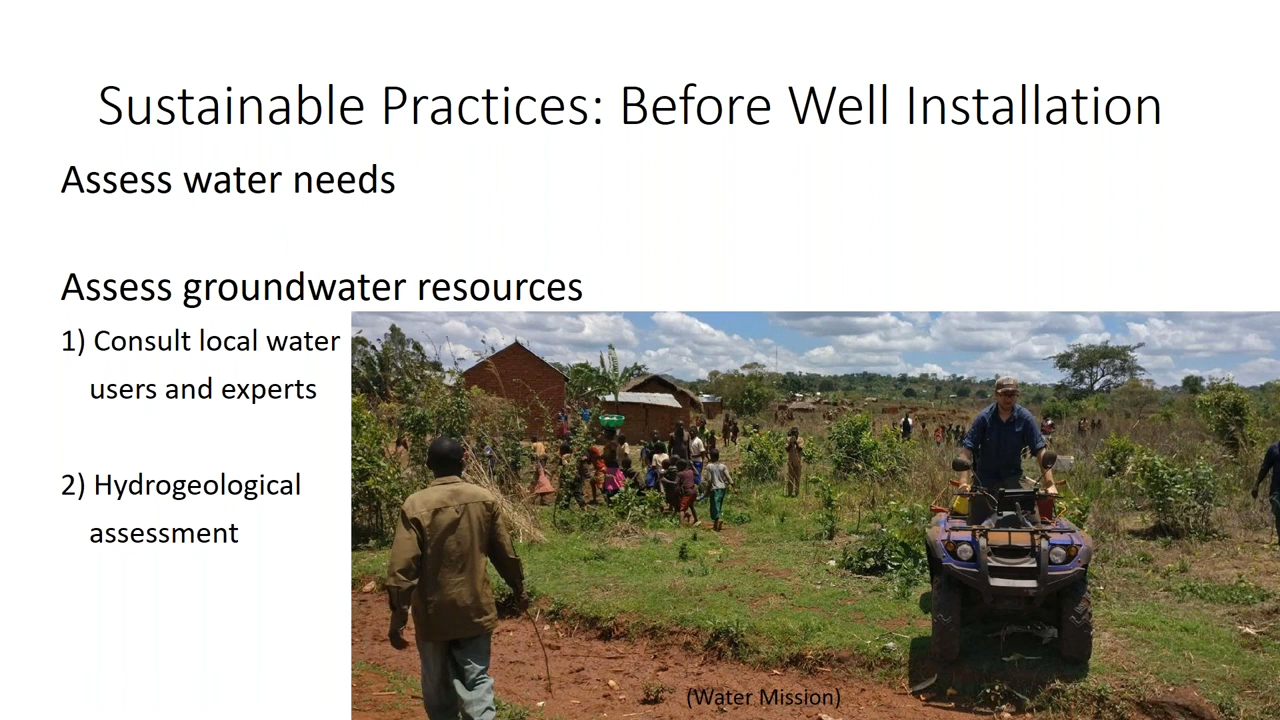 Sustainable Practices: Before Well Installation
Assess water needs
Assess groundwater resources
1) Consult local water
users and experts
2) Hydrogeological
assessment
(Water Mission)